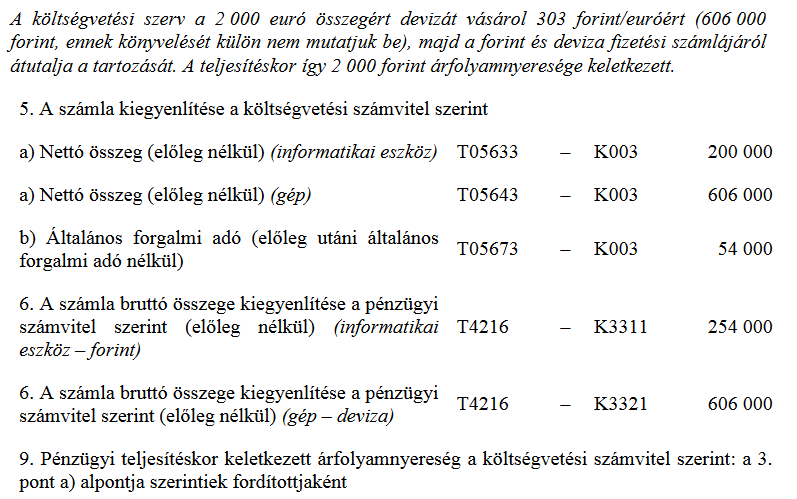 A költségvetési szerv a 2 000 euró összegért devizát vásárol 303 forint/euróért (606 000
forint, ennek könyvelését külön nem mutatjuk be), majd a forint és deviza fizetési számlájáról
átutalja a tartozását. A teljesítéskor így 2 000 forint árfolyamnyeresége keletkezett.
5. A számla kiegyenlítése a költségvetési számvitel szerint
a) Nettó összeg (előleg nélkül) (informatikai eszköz) T05633 – K003 200 000
a) Nettó összeg (előleg nélkül) (gép) T05643 – K003 606 000
b) Általános forgalmi adó (előleg utáni általános
forgalmi adó nélkül) T05673 – K003 54 000
6. A számla bruttó összege kiegyenlítése a pénzügyi
számvitel szerint (előleg nélkül) (informatikai T4216 – K3311 254 000
eszköz – forint)
6. A számla bruttó összege kiegyenlítése a pénzügyi
számvitel szerint (előleg nélkül) (gép – deviza) T4216 – K3321 606 000
9. Pénzügyi teljesítéskor keletkezett árfolyamnyereség a költségvetési számvitel szerint: a 3.
pont a) alpontja szerintiek fordítottjaként